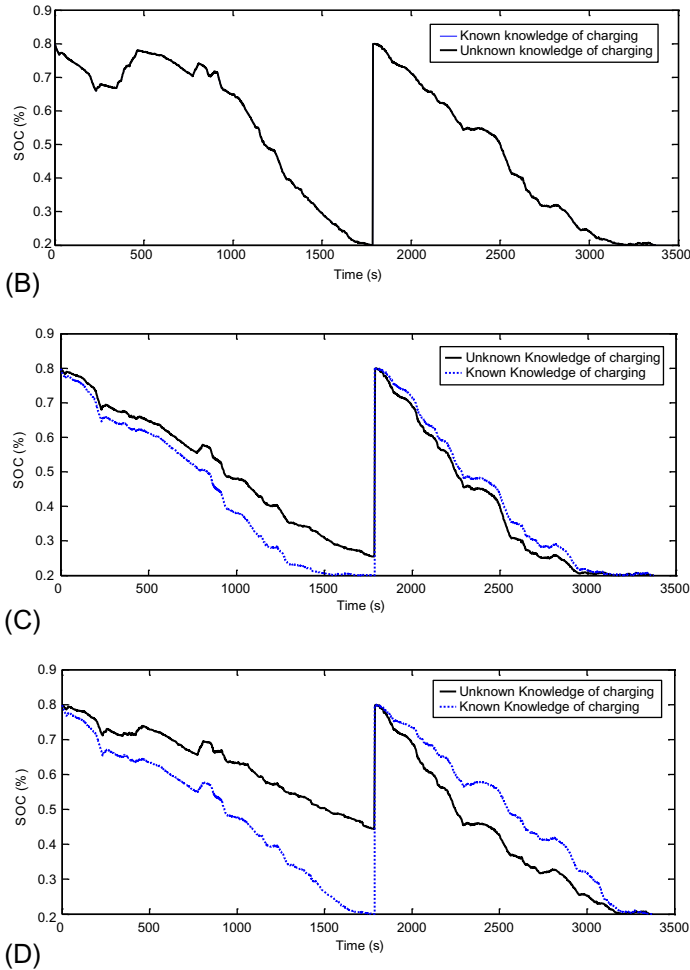 0.9
0.8
0.7
0.6
0.5
0.4
0.3
0.2
SOC (%)
Known knowledge of charging
Unknown knowledge of charging
0 500 1000 1500 2000 2500 3000 3500
Time (s)
(B)
0.9
0.8
0.7
0.6
0.5
0.4
0.3
0.2
SOC (%)
Unknown Knowledge of charging
Known Knowledge of charging
0 500 1000 1500 2000 2500 3000 3500
Time (s)
(C)
0.9
0.8
0.7
0.6
0.5
0.4
0.3
0.2
SOC (%)
Unknown Knowledge of charging
Known Knowledge of charging
0 500 1000 1500 2000 2500 3000 3500
Time (s)
(D)